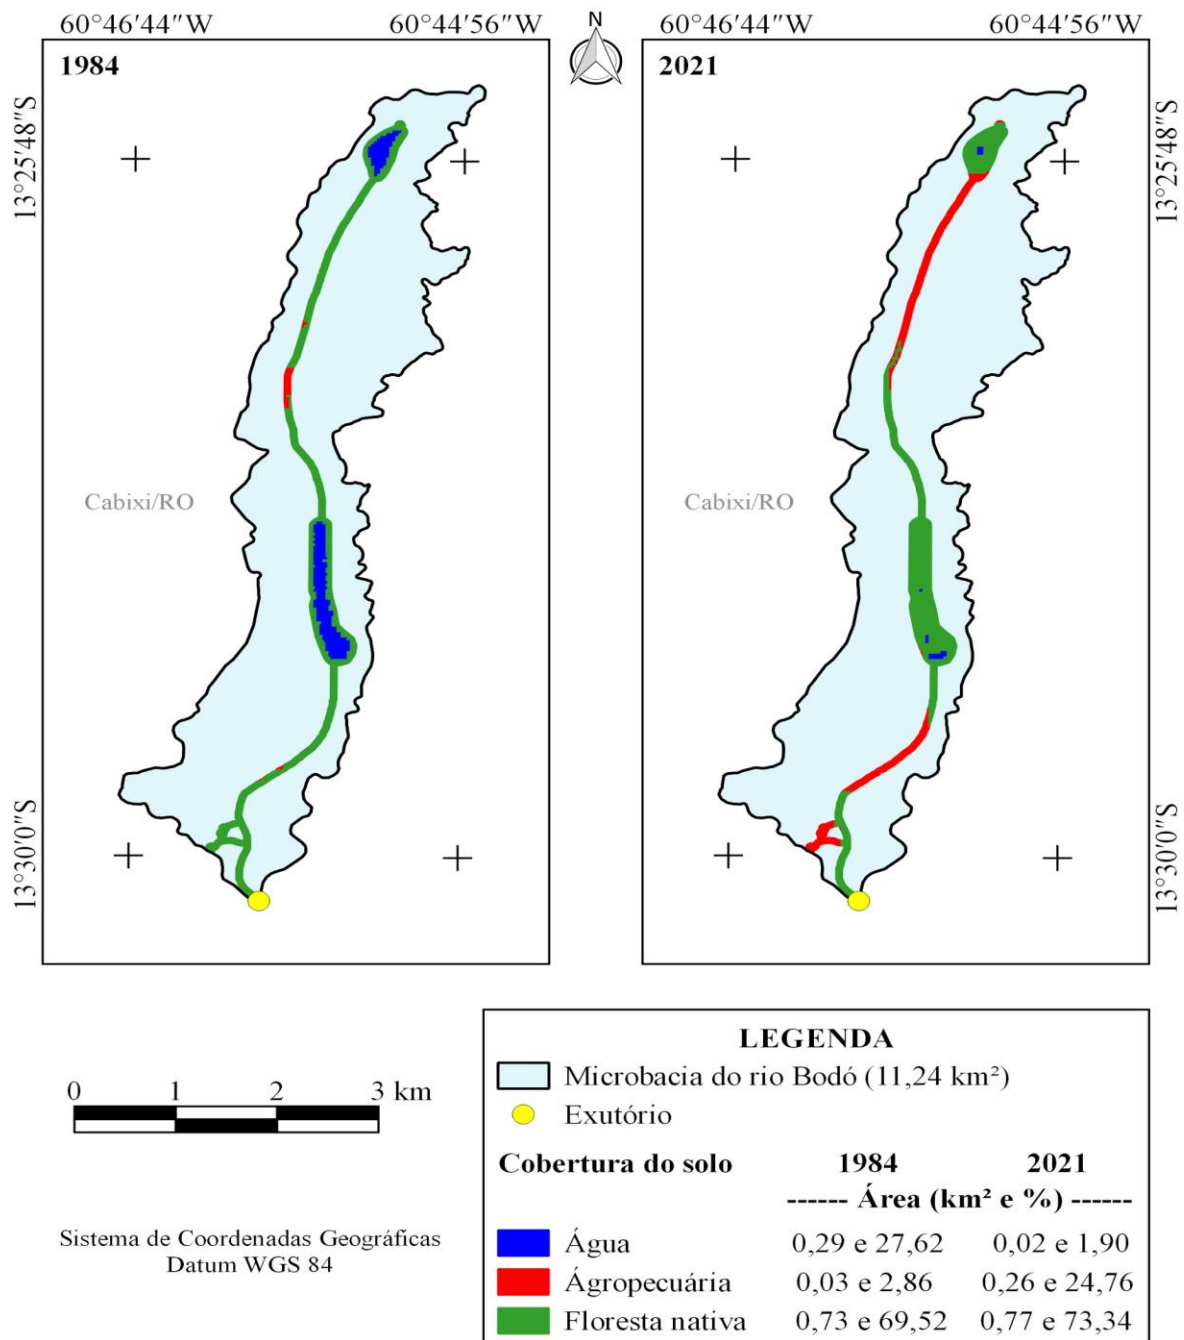 60°46'44"W 60°44'56"W N 60°46'44"W 60°44'56"W
1984 2021
13°25'48"S 13°25'48"S
Cabixi/RO Cabixi/RO
13°30'0"S 13°30'0"S
LEGENDA
Microbacia do rio Bodó (11,24 km²)
0 1 2 3 km
Exutório
Cobertura do solo 1984 2021
------ Área (km² e %) ------
Sistema de Coordenadas Geográficas
Datum WGS 84
Água 0,29 e 27,62 0,02 e 1,90
Ágropecuária 0,03 e 2,86 0,26 e 24,76
Floresta nativa 0,73 e 69,52 0,77 e 73,34